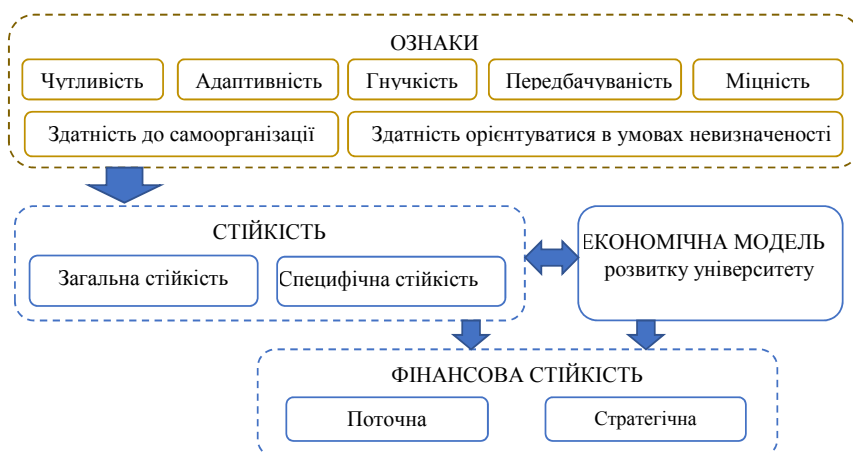 ОЗНАКИ
Чутливість Адаптивність Гнучкість Передбачуваність Міцність
Здатність до самоорганізації Здатність орієнтуватися в умовах невизначеності
СТІЙКІСТЬ
Загальна стійкість Специфічна стійкість
ЕКОНОМІЧНА МОДЕЛЬ
розвитку університету
ФІНАНСОВА СТІЙКІСТЬ
Поточна Стратегічна